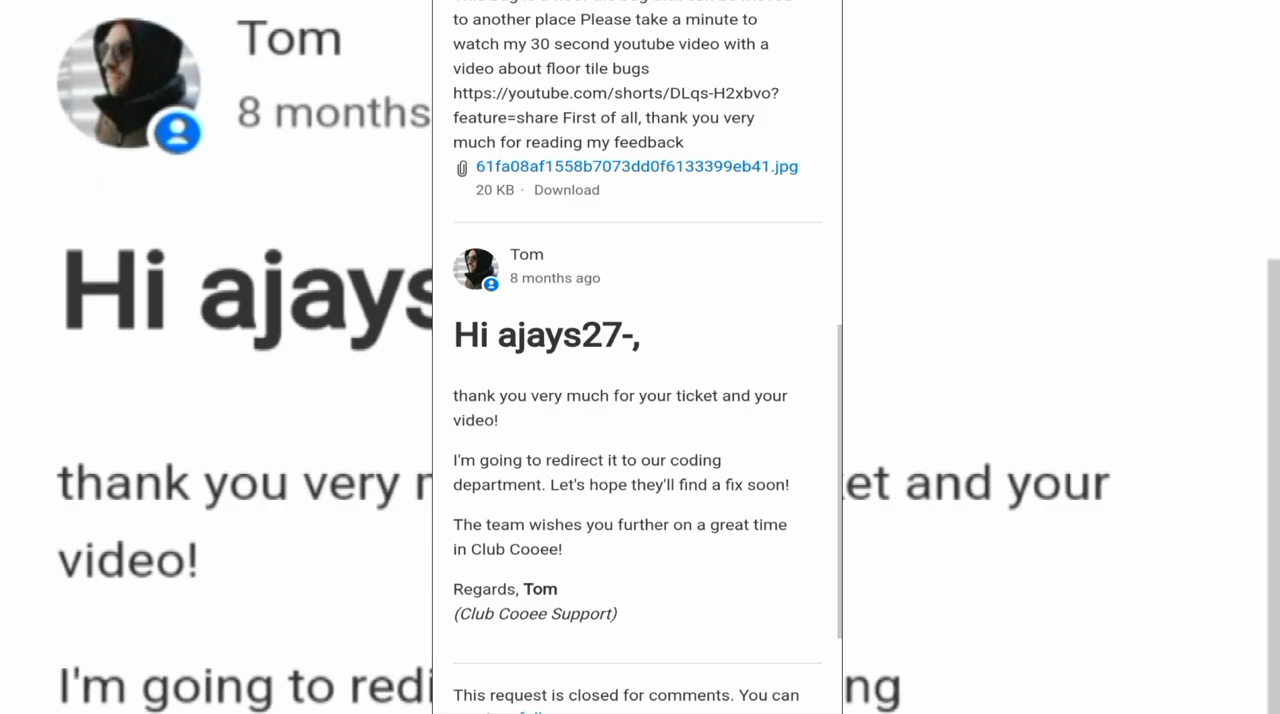 to another place Please take a minute to
watch my 30 second youtube video with a
video about floor tile bugs
https://youtube.com/shorts/DLqs-H2xbvo?
feature=share First of all, thank you very
much for reading my feedback
61fa08af1558b7073dd0f6133399eb41.jpg
20 KB · Download
Tom
8 months ago
Hi ajays27-,
thank you very much for your ticket and your
video!
I'm going to redirect it to our coding
department. Let's hope they'll find a fix soon!
The team wishes you further on a great time
in Club Cooee!
Regards, Tom
(Club Cooee Support)
This request is closed for comments. You can
Tom
8 months
Hi ajays
thank you very
and your
video!
I'm going to redi
ng